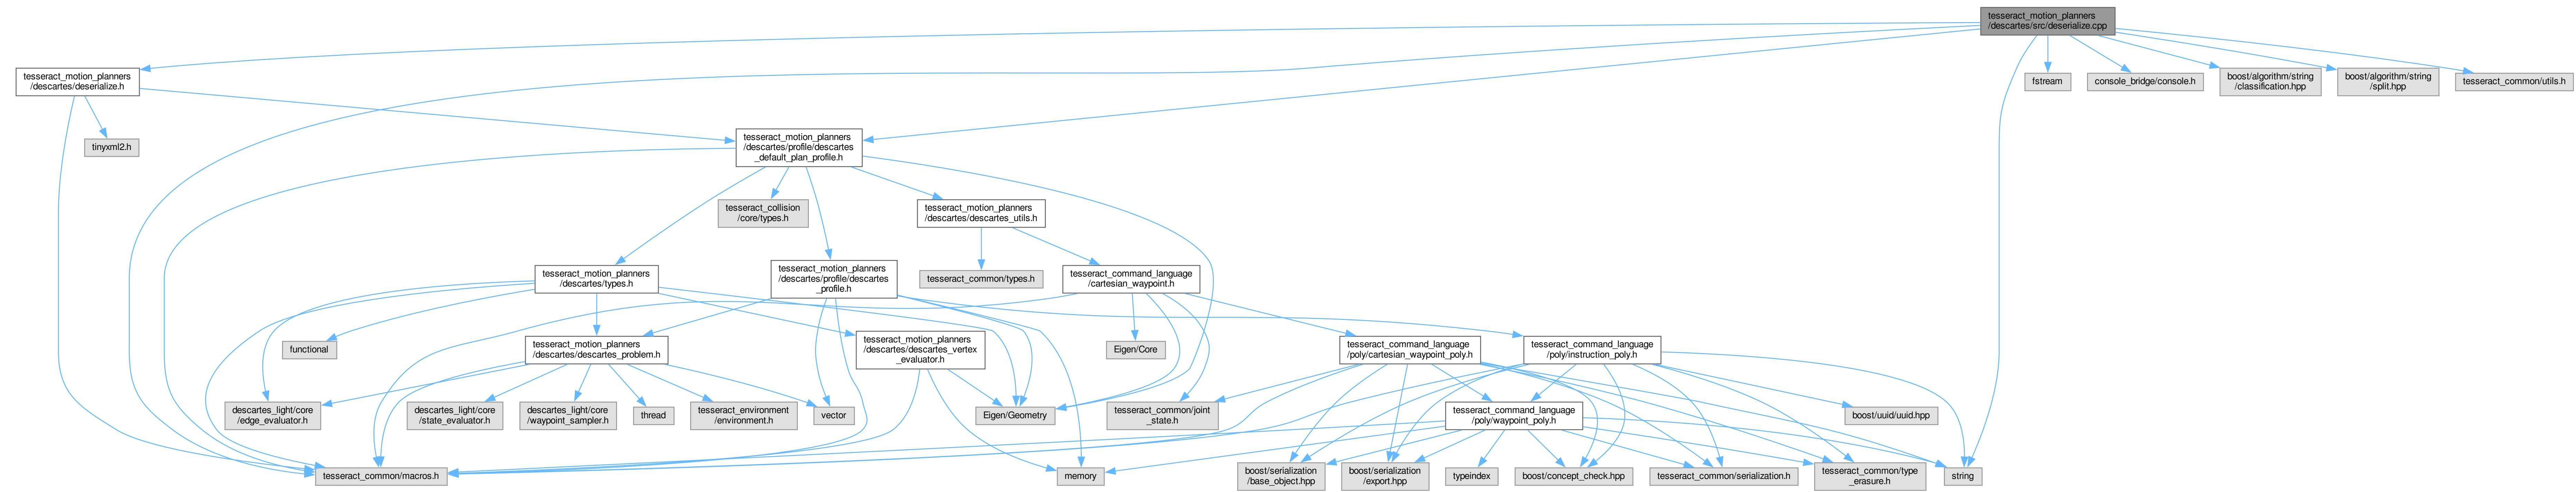 tesseract_motion_planners
/descartes/src/deserialize.cpp
tesseract_motion_planners
/descartes/deserialize.h
fstream
console_bridge/console.h
boost/algorithm/string
/classification.hpp
boost/algorithm/string
/split.hpp
tesseract_common/utils.h
tinyxml2.h
tesseract_motion_planners
/descartes/profile/descartes
_default_plan_profile.h
tesseract_collision
/core/types.h
tesseract_motion_planners
/descartes/descartes_utils.h
tesseract_motion_planners
/descartes/types.h
tesseract_motion_planners
/descartes/profile/descartes
_profile.h
tesseract_common/types.h
tesseract_command_language
/cartesian_waypoint.h
functional
tesseract_motion_planners
/descartes/descartes_problem.h
tesseract_motion_planners
/descartes/descartes_vertex
_evaluator.h
Eigen/Core
tesseract_command_language
/poly/cartesian_waypoint_poly.h
tesseract_command_language
/poly/instruction_poly.h
descartes_light/core
/edge_evaluator.h
descartes_light/core
/state_evaluator.h
descartes_light/core
/waypoint_sampler.h
thread
tesseract_environment
/environment.h
vector
Eigen/Geometry
tesseract_common/joint
_state.h
tesseract_command_language
/poly/waypoint_poly.h
boost/uuid/uuid.hpp
tesseract_common/macros.h
memory
boost/serialization
/base_object.hpp
boost/serialization
/export.hpp
typeindex
boost/concept_check.hpp
tesseract_common/serialization.h
tesseract_common/type
_erasure.h
string